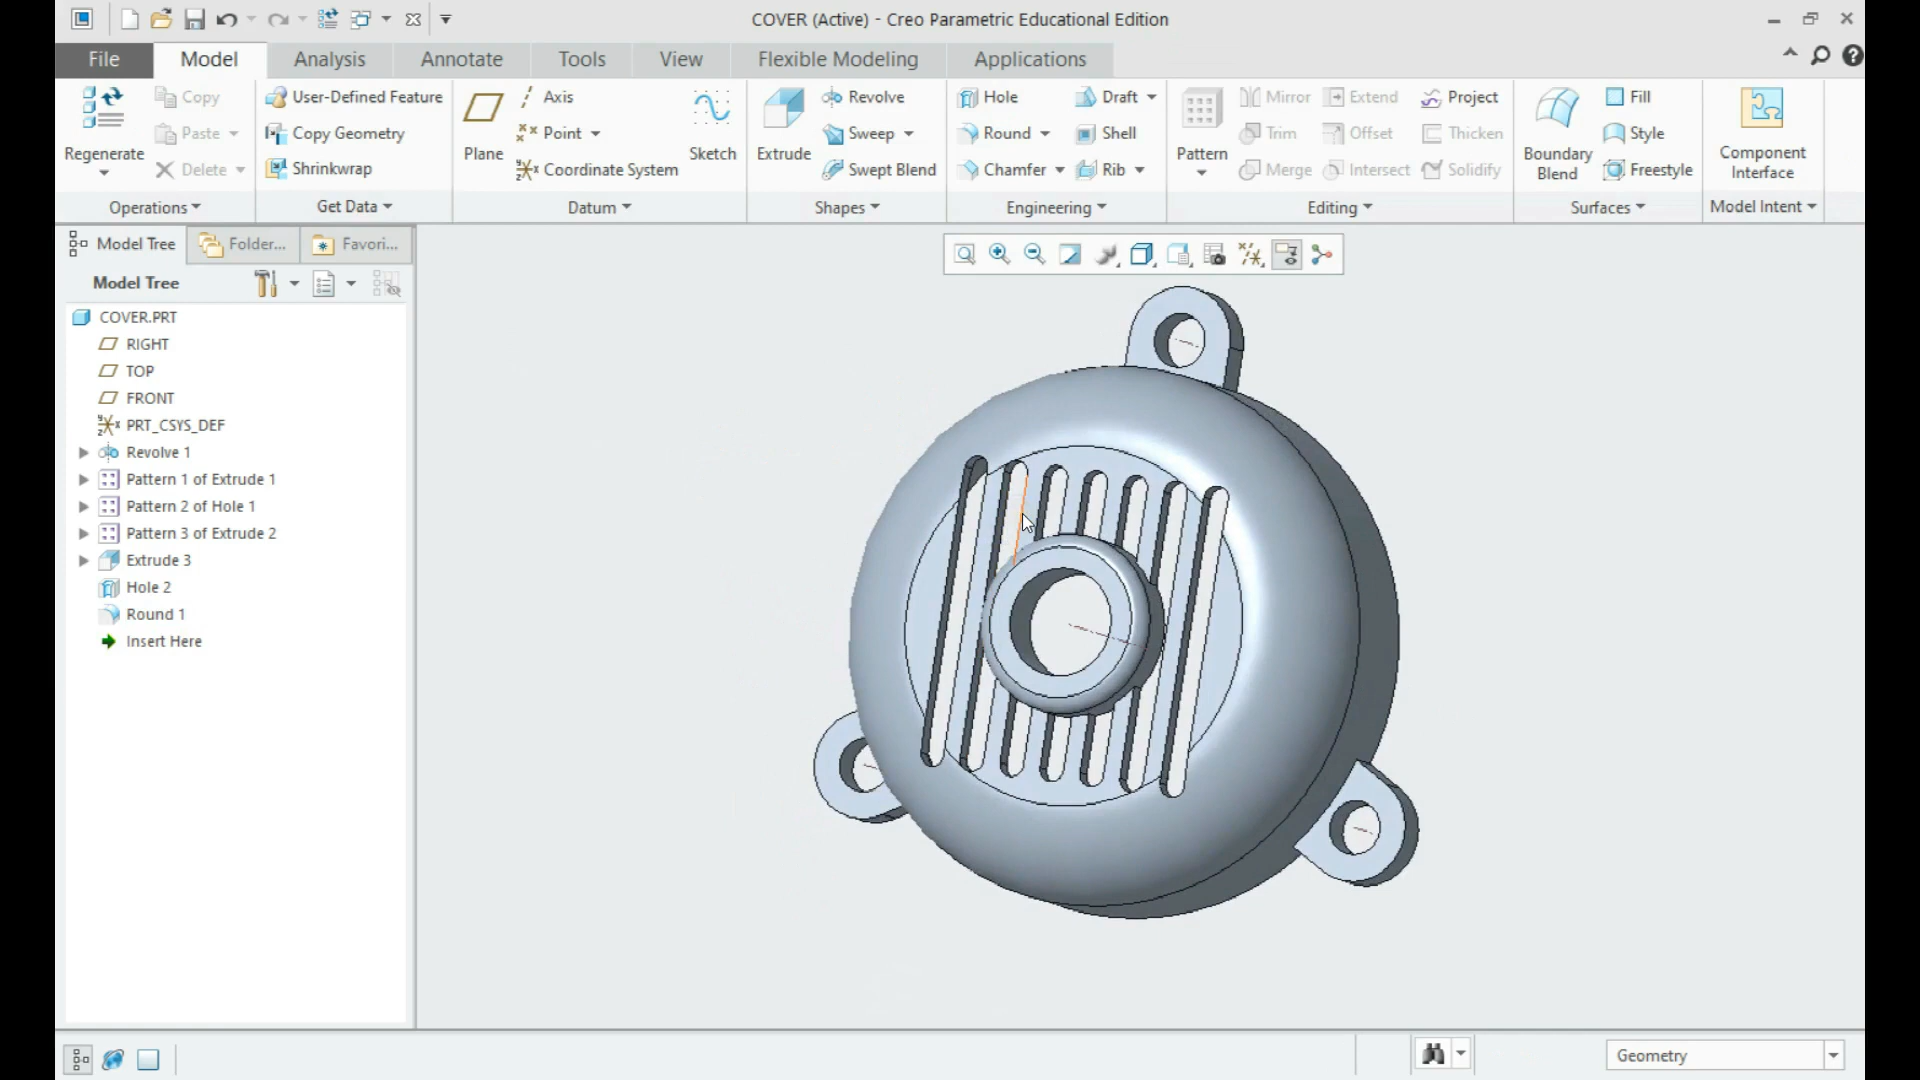 COVER (Active) - Creo Parametric Educational Edition
File Model Analysis Annotate Tools View Flexible Modeling Applications
Regenerate
Copy
Paste
Delete
Operations
User-Defined Feature
Copy Geometry
Shrinkwrap
Get Data
Plane
Axis
Point
Coordinate System
Sketch
Datum
Extrude
Revolve
Sweep
Swept Blend
Shapes
Hole
Round
Chamfer
Draft
Shell
Rib
Engineering
Pattern
Mirror
Trim
Merge
Extend
Offset
Intersect
Project
Thicken
Solidify
Editing
Boundary
Blend
Fill
Style
Freestyle
Surfaces
Component
Interface
Model Intent
Model Tree Folder... Favori...
Model Tree
COVER.PRT
RIGHT
TOP
FRONT
PRT_CSYS_DEF
Revolve 1
Pattern 1 of Extrude 1
Pattern 2 of Hole 1
Pattern 3 of Extrude 2
Extrude 3
Hole 2
Round 1
Insert Here
Geometry